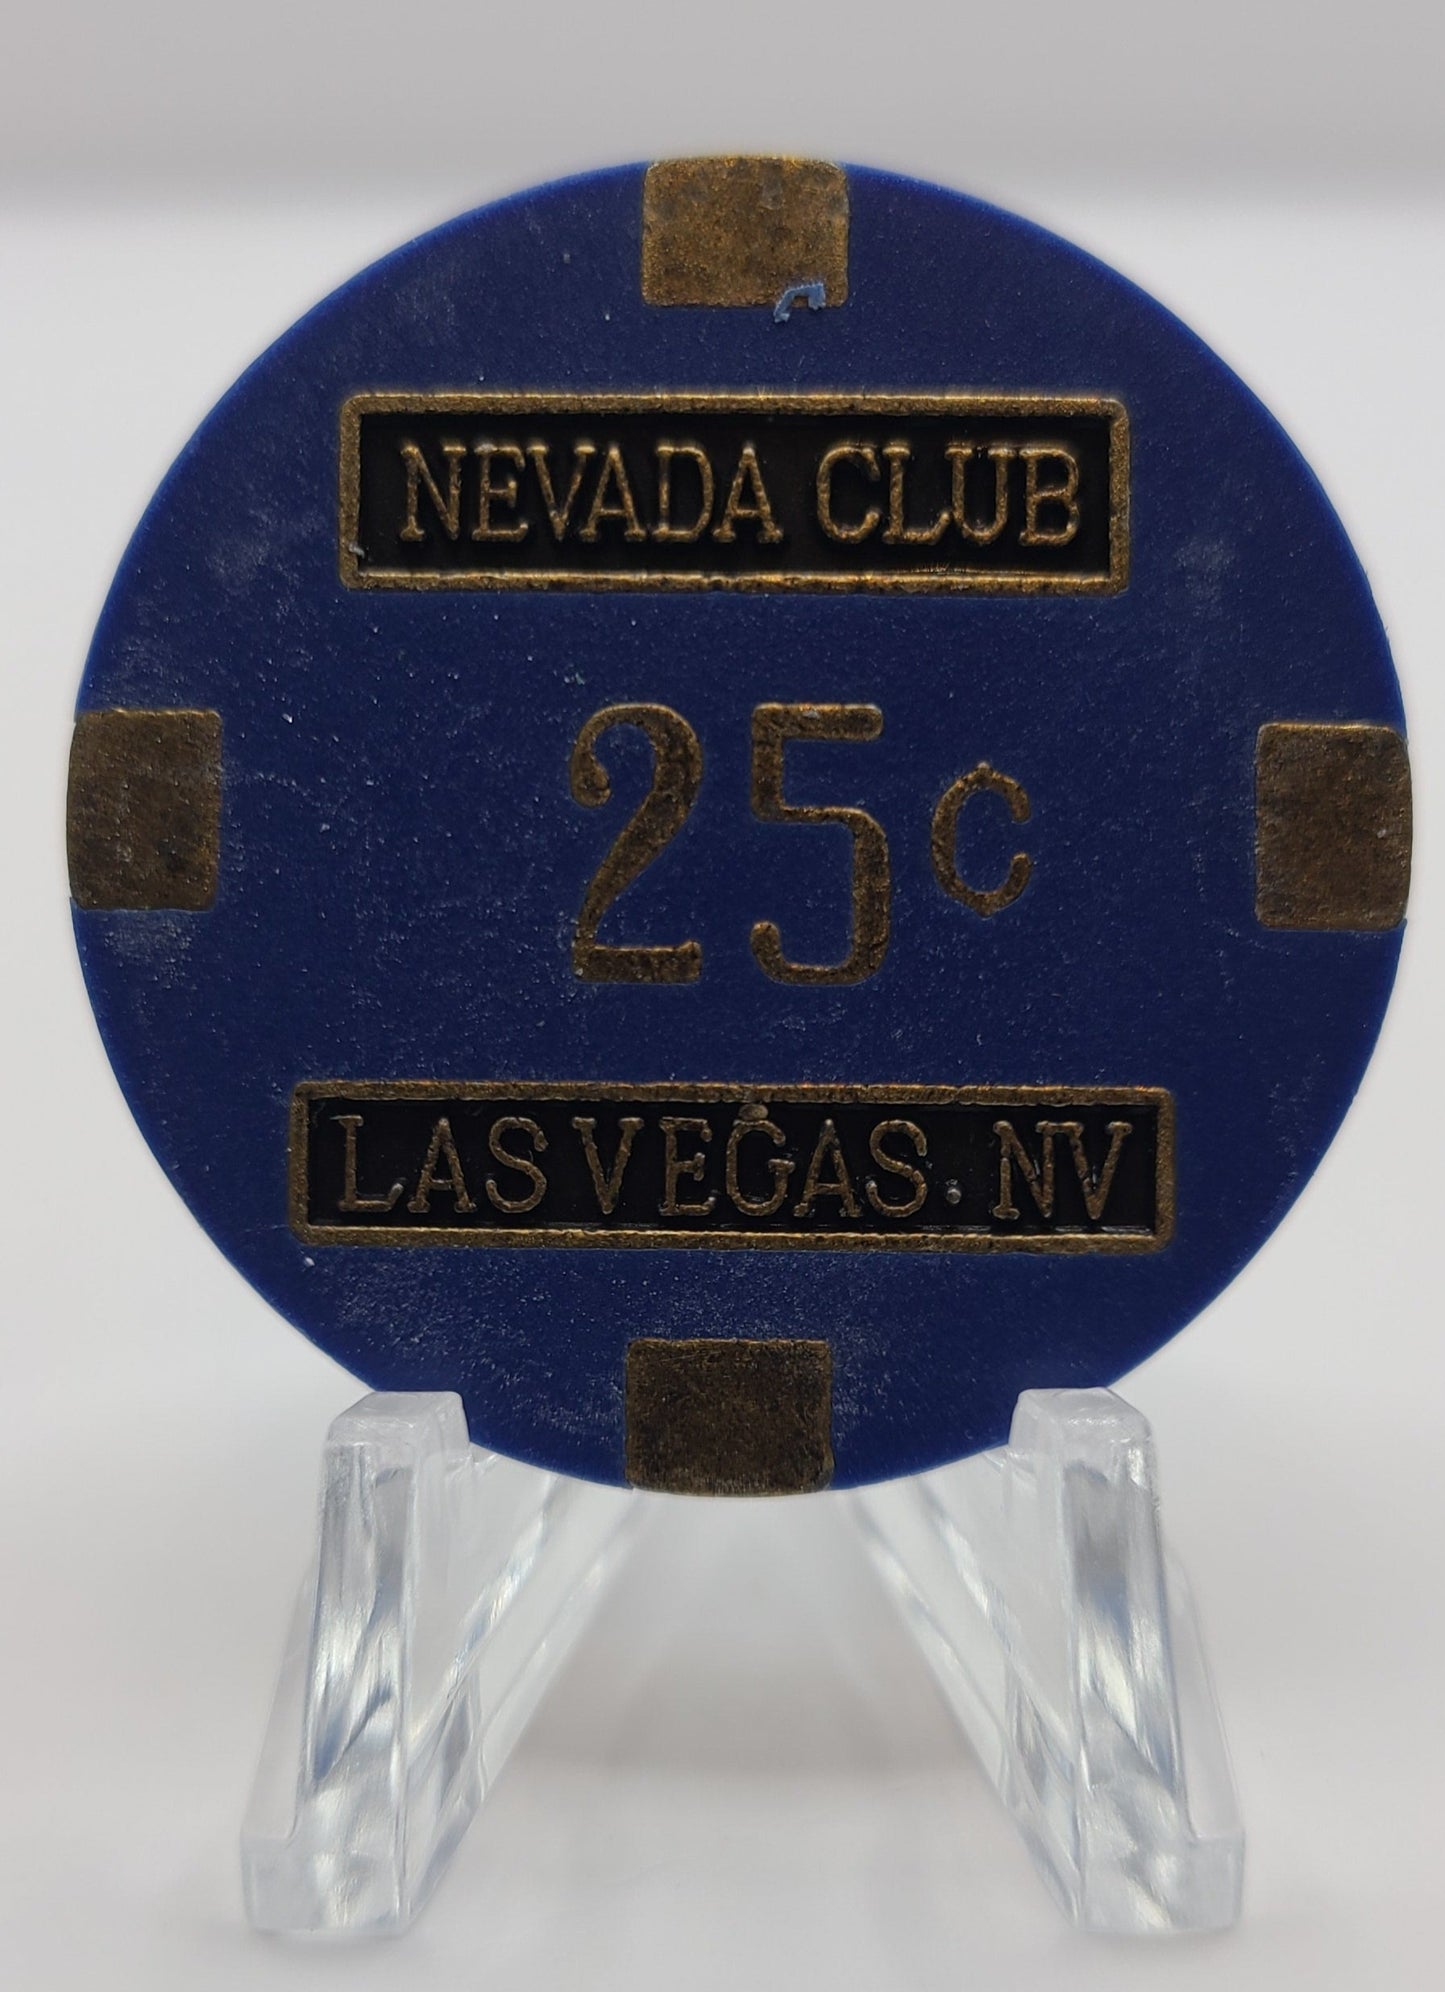 NEVADA CLUB
25¢
LAS VEGAS. NV